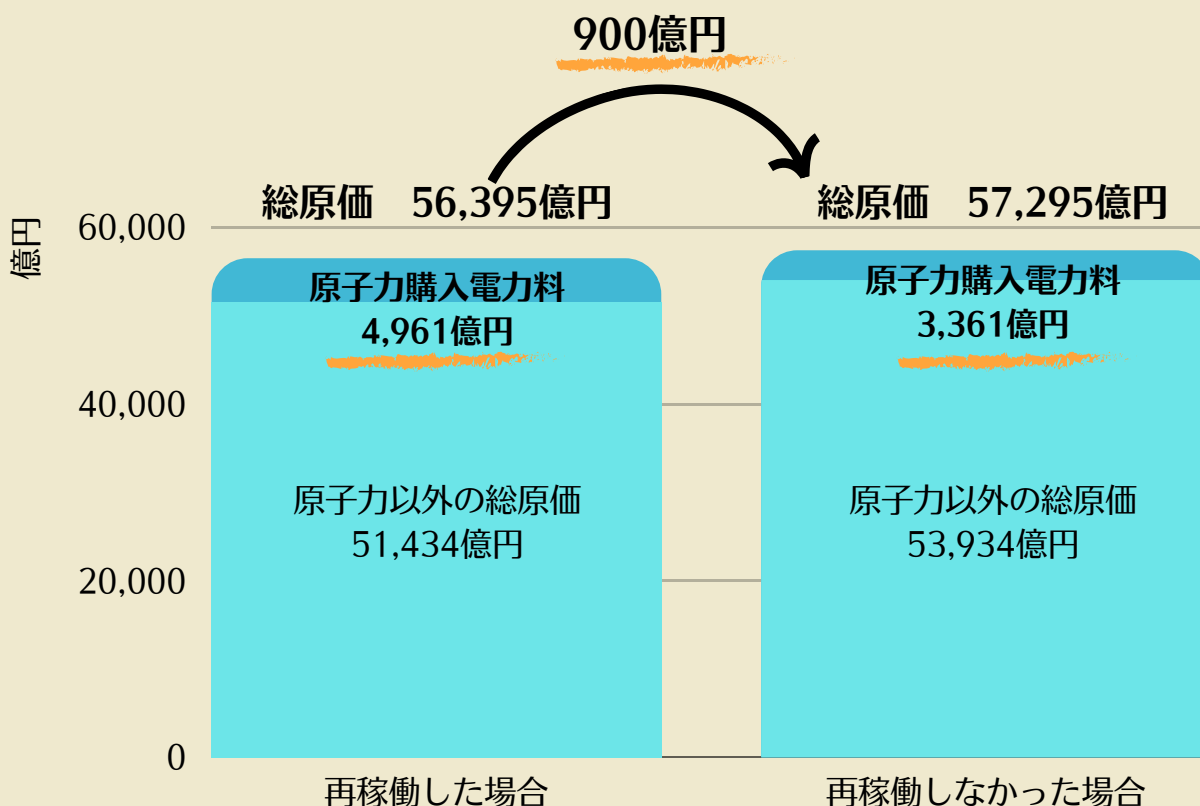 900億円
総原価　56,395億円
総原価　57,295億円
億円
60,000
40,000
20,000
0
原子力購入電力料
4,961億円
原子力以外の総原価
51,434億円
原子力購入電力料
3,361億円
原子力以外の総原価
53,934億円
再稼働した場合
再稼働しなかった場合